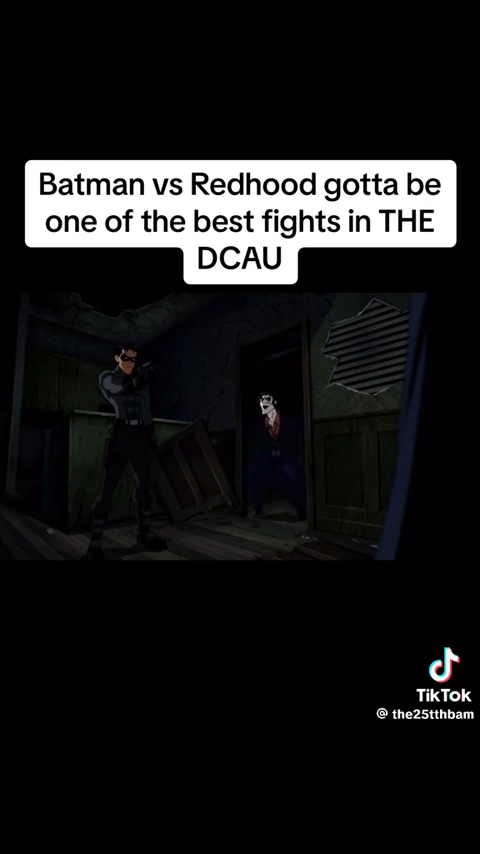 Batman vs Redhood gotta be
one of the best fights in THE
DCAU
TikTok
@ the25tthbam